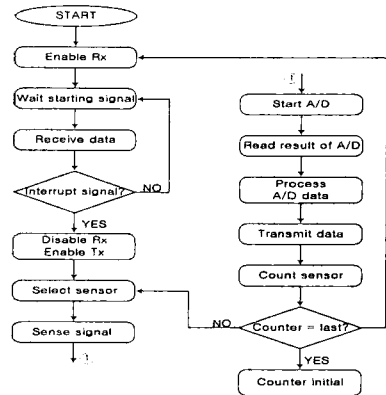 START
Enable Rx
Wait starting signal
Receive data
Interrupt signal?
NO
YES
Disable Rx
Enable Tx
Select sensor
Sense signal
Start A/D
Read result of A/D
Process
A/D data
Transmit data
Count sensor
Counter = last?
NO
YES
Counter initial